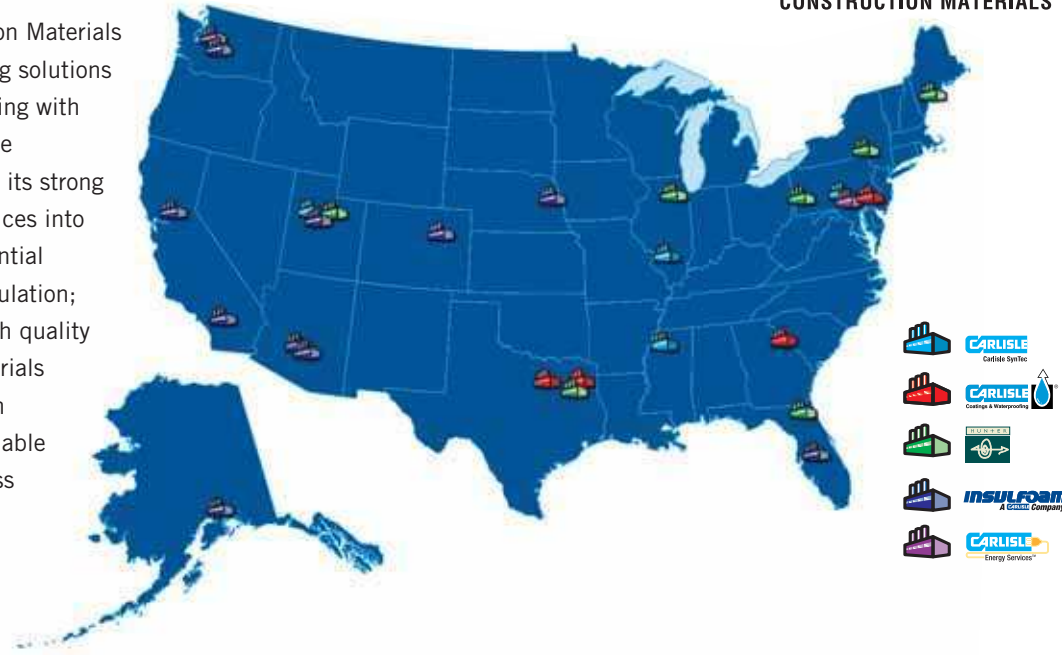 CONSTRUCTION MATERIALS
on Materials
g solutions
ing with
e
its strong
ces into
ntial
ulation;
h quality
rials
n
able
ss
CARLISLE
Carlisle SynTec
CARLISLE
Coatings & Waterproofing
HUNTER
INSULFOAM
A CARLISLE Company
CARLISLE
Energy Services™